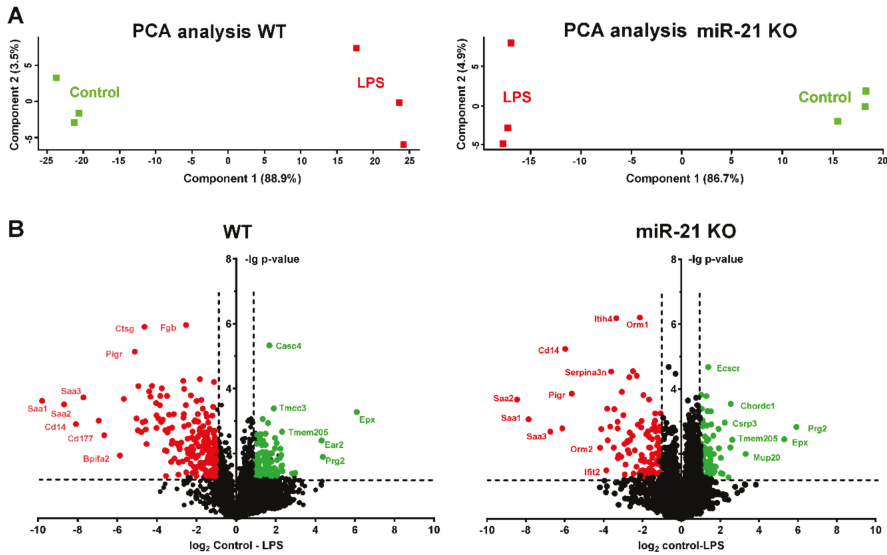 A
PCA analysis WT
PCA analysis miR-21 KO
Component 2 (3.5%)
5
0
-5
Control
LPS
-25 -20 -15 -10 -5 0 5 10 15 20 25
Component 1 (88.9%)
Component 2 (4.9%)
5
0
-5
LPS
Control
-15 -10 -5 0 5 10 15 20
Component 1 (86.7%)
B
WT
miR-21 KO
8
-lg p-value
6
4
2
0
Ctsg
Fgb
Pigr
Casc4
Saa3
Saa1
Saa2
Cd14
Cd177
Bpifa2
Tmcc3
Epx
Tmem205
Ear2
Prg2
-10 -8 -6 -4 -2 0 2 4 6 8 10
log2 Control - LPS
8
-lg p-value
6
4
2
0
Itih4
Orm1
Cd14
Serpina3n
Ecscr
Pigr
Saa2
Chordc1
Saa1
Csrp3
Prg2
Saa3
Tmem205
Epx
Orm2
Mup20
Ifit2
-10 -8 -6 -4 -2 0 2 4 6 8 10
log2 control-LPS